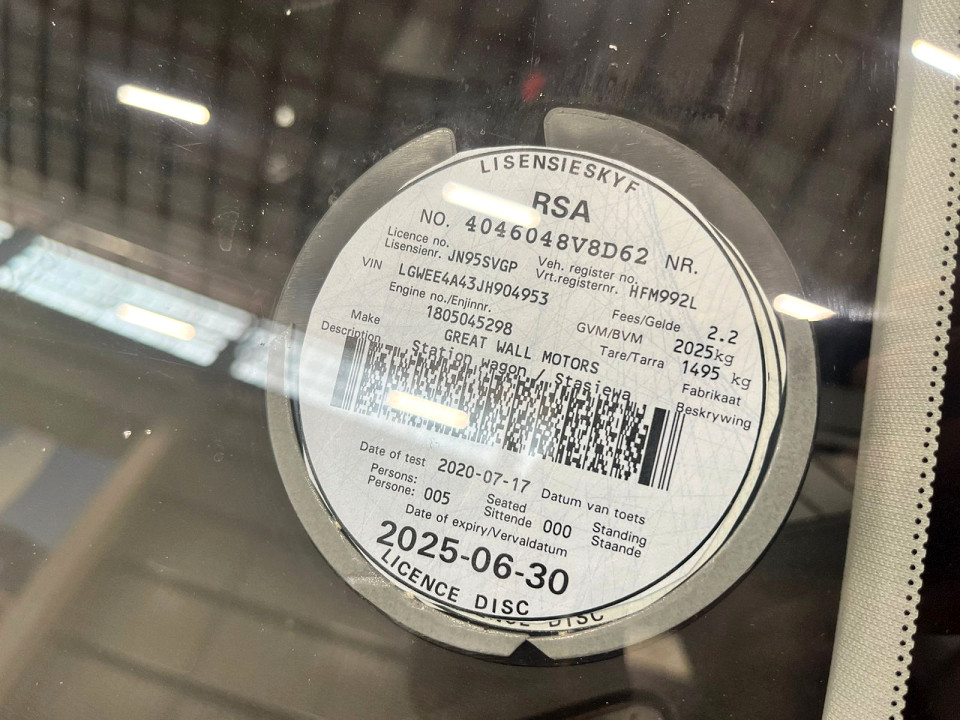 LISENSIESKYF
RSA
NO. 4046048V8D62 NR.
Licence no. Lisensienr. JN95SVGP Veh. register no. Vrt.registernr. HFM992L
VIN LGWEE4A43JH904953
Fees/Gelde 2.2
Engine no./Enjinnr. 1805045298
GVM/BVM 2025kg
Tare/Tarra 1495 kg
Make GREAT WALL MOTORS Fabrikaat
Description Station wagon / Stasiewa Beskrywing
Date of test 2020-07-17 Datum van toets
Persons: Persone: 005 Seated Sittende 000 Standing Staande
Date of expiry/Vervaldatum
2025-06-30
LICENCE DISC
DISC